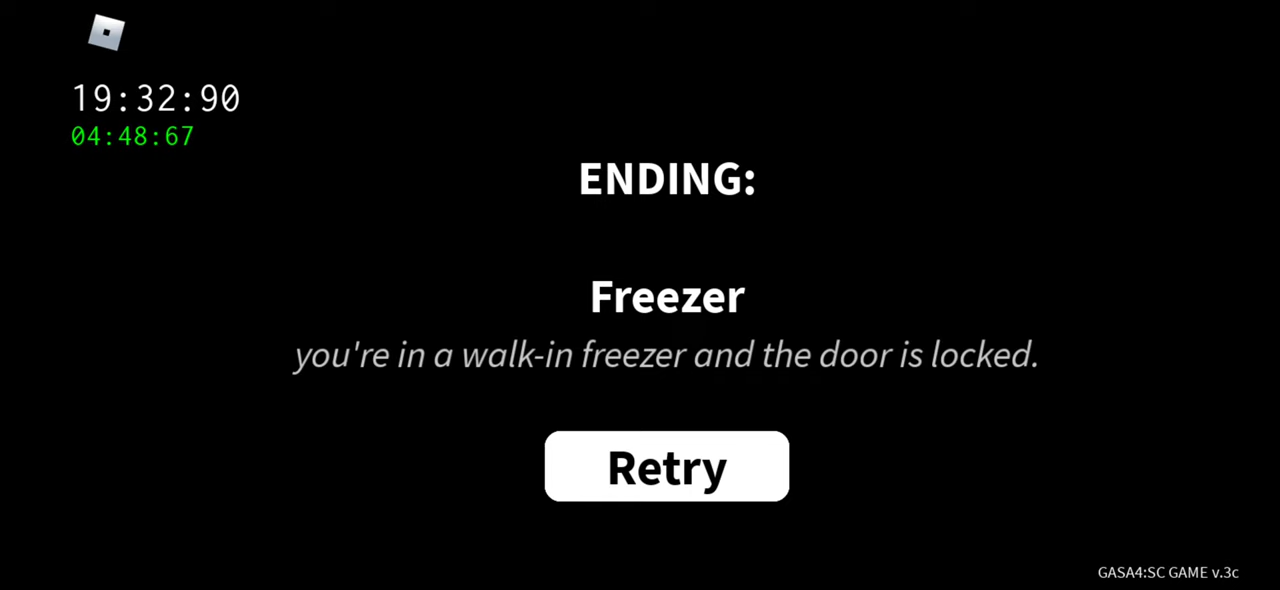 19:32:90
04:48:67
ENDING:
Freezer
you're in a walk-in freezer and the door is locked.
Retry
GASA4:SC GAME v.3c